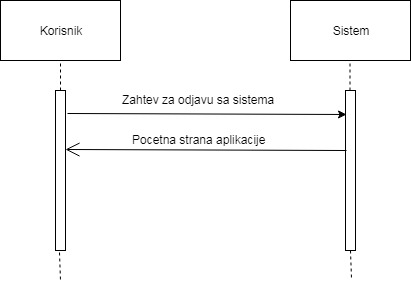 Korisnik
Sistem
Zahtev za odjavu sa sistema
Pocetna strana aplikacije